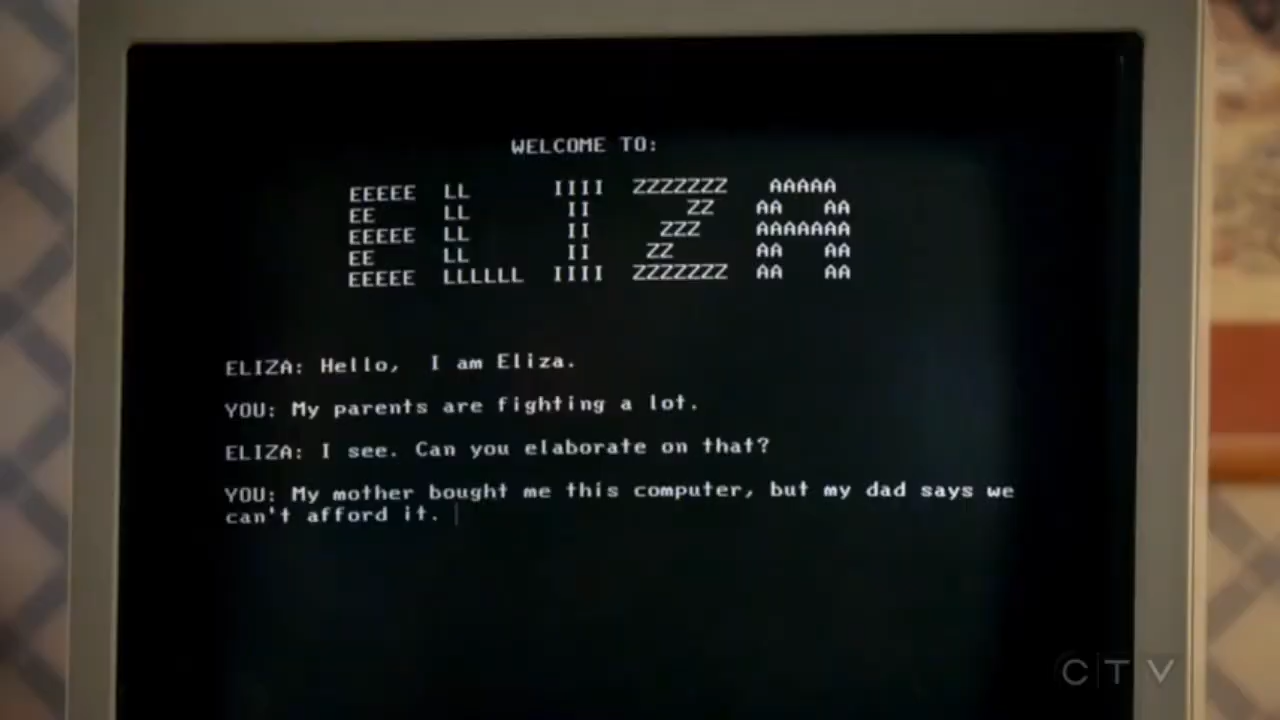 WELCOME TO:
EEEEE LL IIII ZZZZZZZ AAAAA
EE LL II ZZ AA AA
EEEEE LL II ZZZ AAAAAAA
EE LL II ZZ AA AA
EEEEE LLLLLL IIII ZZZZZZZ AA AA
ELIZA: Hello, I am Eliza.
YOU: My parents are fighting a lot.
ELIZA: I see. Can you elaborate on that?
YOU: My mother bought me this computer, but my dad says we
can't afford it.
CTV